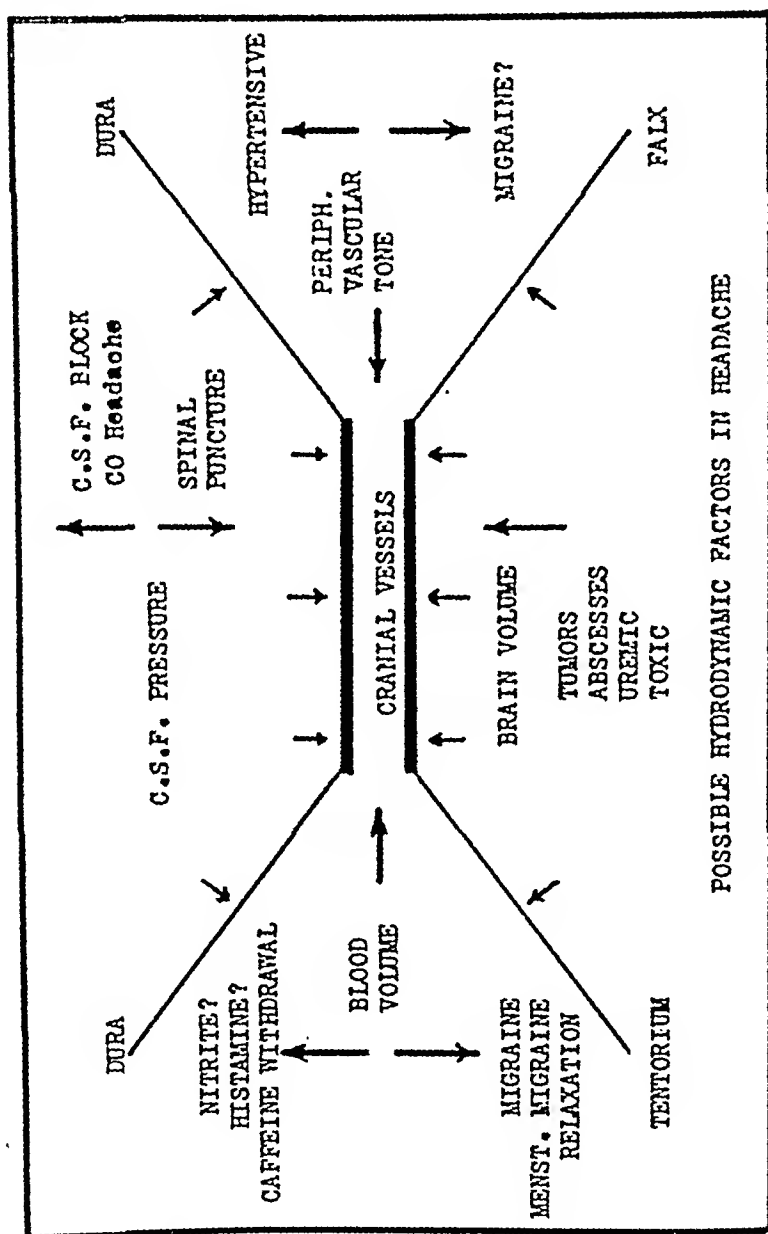 DURA
C.S.F. PRESSURE
C.S.F. BLOCK
CO Headache
SPINAL
PUNCTURE
DURA
NITRITE?
HISTAMINE?
CAFFEINE WITHDRAWAL
HYPERTENSIVE
BLOOD
VOLUME
CRANIAL VESSELS
PERIPH.
VASCULAR
TONE
MIGRAINE
MENST. MIGRAINE
RELAXATION
BRAIN VOLUME
TUMORS
ABSCESSES
UREMIC
TOXIC
MIGRAINE?
TENTORIUM
FALX
POSSIBLE HYDRODYNAMIC FACTORS IN HEADACHE